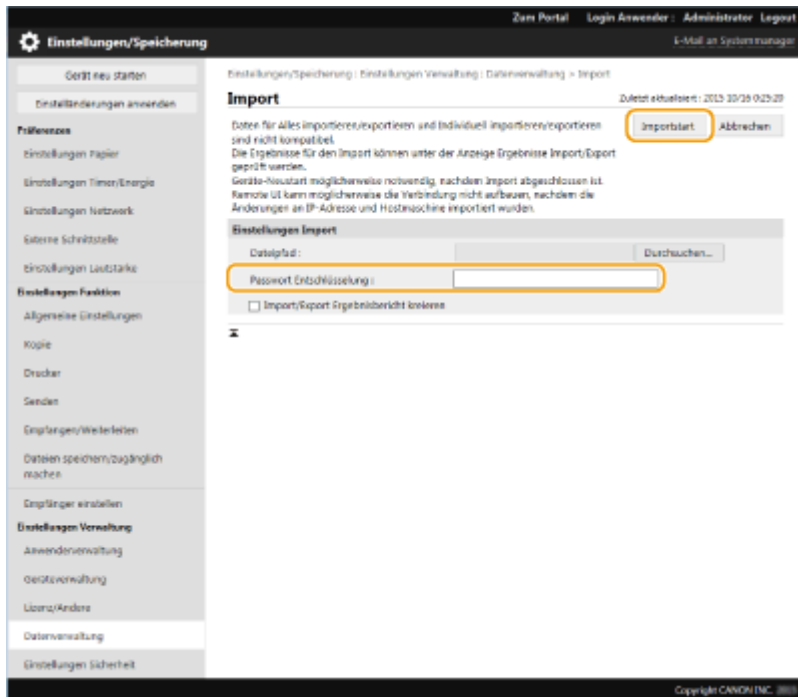 Zum Portal Login Anwender : Administrator Logout
Einstellungen/Speicherung
E-Mail an Systemmanager
Gerät neu starten
Einstelländerungen anwenden
Präferenzen
Einstellungen Papier
Einstellungen Timer/Energie
Einstellungen Netzwerk
Externe Schnittstelle
Einstellungen Lautstärke
Einstellungen Funktion
Allgemeine Einstellungen
Kopie
Drucker
Senden
Empfangen/Weiterleiten
Dateien speichern/zugänglich
machen
Empfänger einstellen
Einstellungen Verwaltung
Anwenderverwaltung
Geräteverwaltung
Lizenz/Andere
Datenverwaltung
Einstellungen Sicherheit
Einstellungen/Speicherung : Einstellungen Verwaltung : Datenverwaltung > Import
Import
Zuletzt aktualisiert : 2015 10/16 0:25:20
Daten für Alles importieren/exportieren und Individuell importieren/exportieren
sind nicht kompatibel.
Die Ergebnisse für den Import können unter der Anzeige Ergebnisse Import/Export
geprüft werden.
Geräte-Neustart möglicherweise notwendig, nachdem Import abgeschlossen ist.
Remote UI kann möglicherweise die Verbindung nicht aufbauen, nachdem die
Änderungen an IP-Adresse und Hostmaschine importiert wurden.
Importstart
Abbrechen
Einstellungen Import
Dateipfad :
Durchsuchen...
Passwort Entschlüsselung :
Import/Export Ergebnisbericht kreieren
Copyright CANON INC.